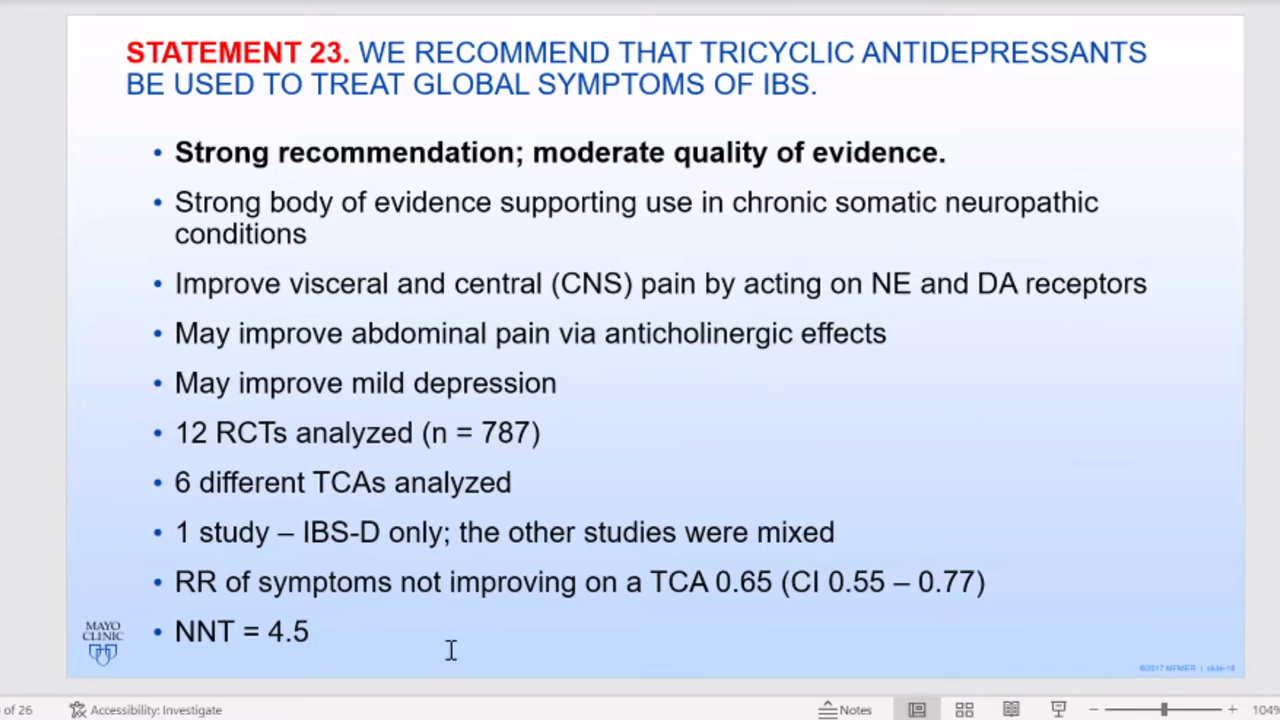 STATEMENT 23. WE RECOMMEND THAT TRICYCLIC ANTIDEPRESSANTS
BE USED TO TREAT GLOBAL SYMPTOMS OF IBS.
• Strong recommendation; moderate quality of evidence.
• Strong body of evidence supporting use in chronic somatic neuropathic
conditions
• Improve visceral and central (CNS) pain by acting on NE and DA receptors
• May improve abdominal pain via anticholinergic effects
• May improve mild depression
• 12 RCTs analyzed (n = 787)
• 6 different TCAs analyzed
• 1 study – IBS-D only; the other studies were mixed
• RR of symptoms not improving on a TCA 0.65 (CI 0.55 – 0.77)
• NNT = 4.5
MAYO
CLINIC
©2017 MFMER | slide-18
of 26
Accessibility: Investigate
Notes
104%